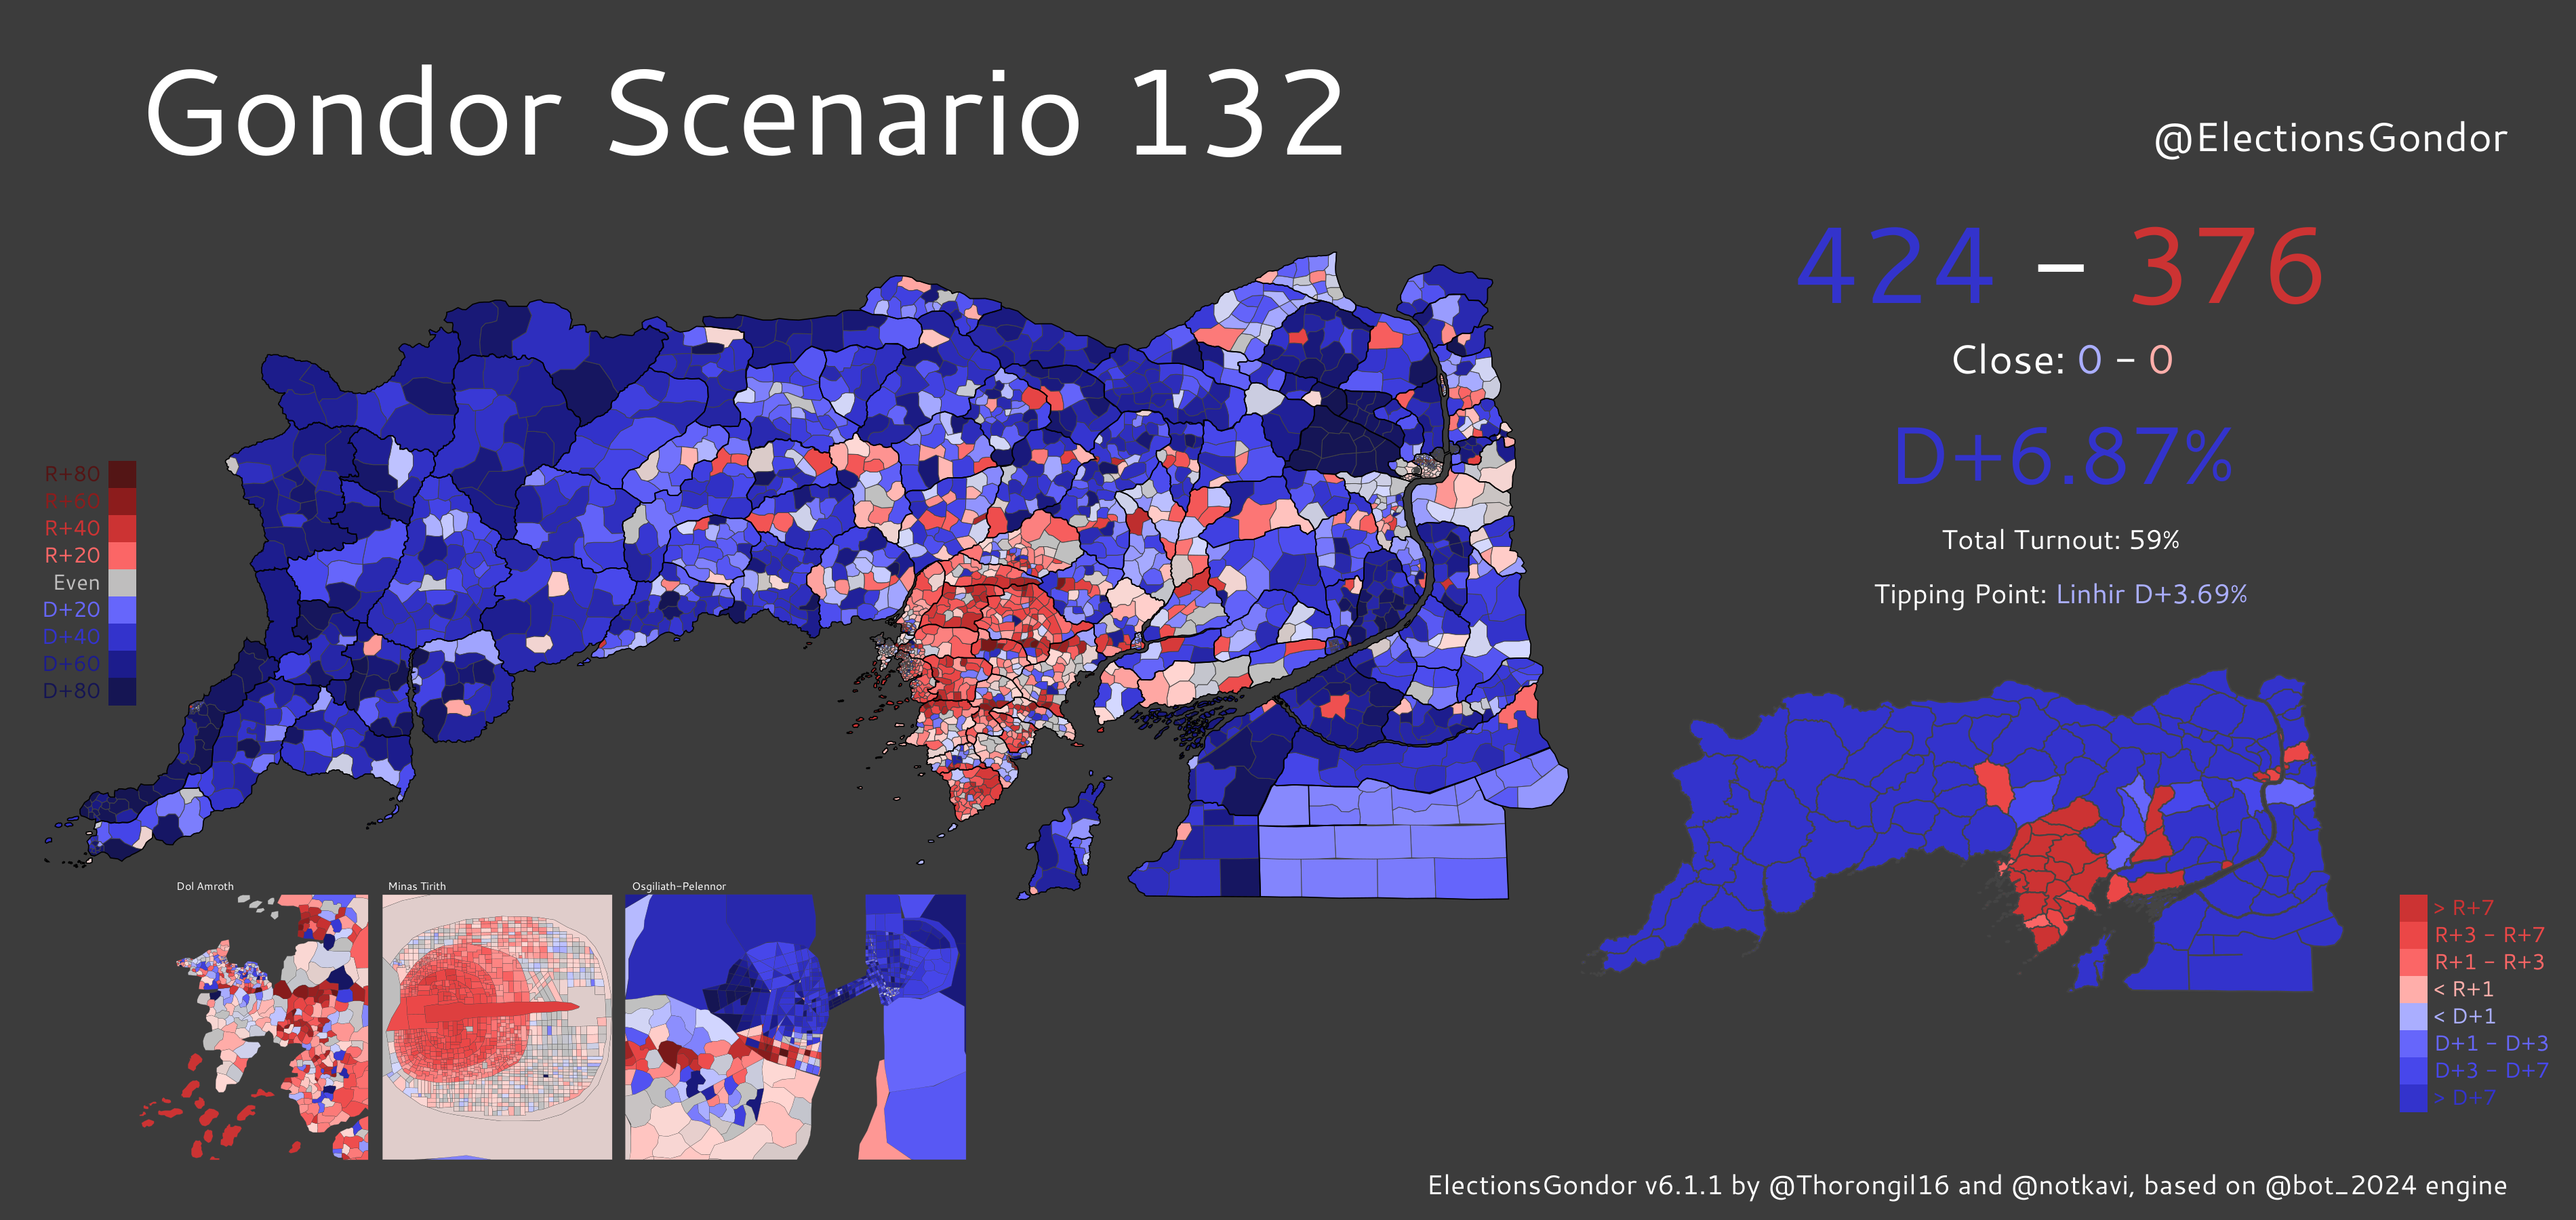 Gondor Scenario 132
@ElectionsGondor
424 – 376
Close: 0 – 0
D+6.87%
Total Turnout: 59%
Tipping Point: Linhir D+3.69%
R+80
R+60
R+40
R+20
Even
D+20
D+40
D+60
D+80
Dol Amroth
Minas Tirith
Osgiliath-Pelennor
> R+7
R+3 – R+7
R+1 – R+3
< R+1
< D+1
D+1 – D+3
D+3 – D+7
> D+7
ElectionsGondor v6.1.1 by @Thorongil16 and @notkavi, based on @bot_2024 engine